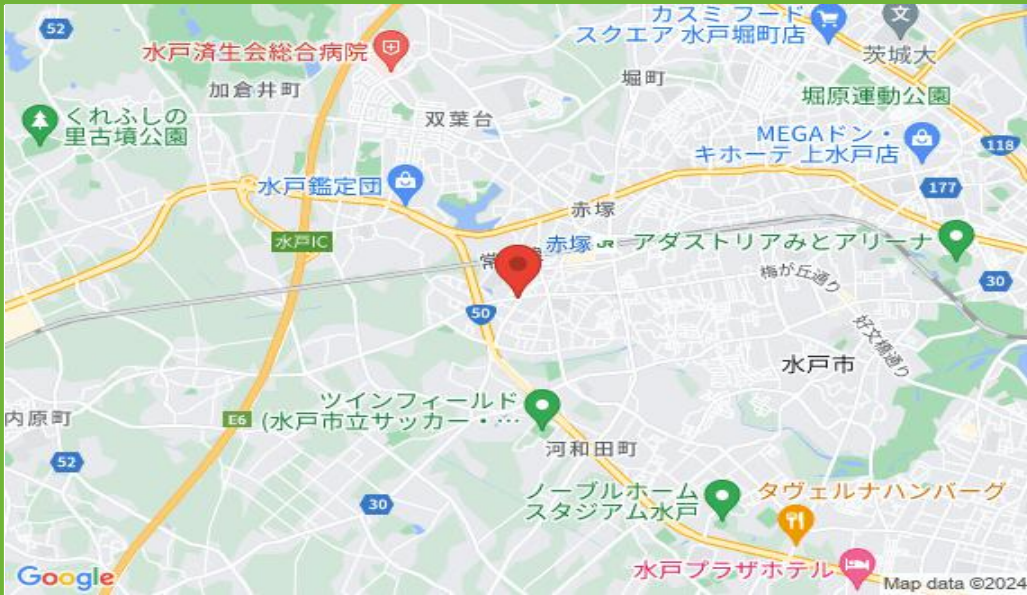 52
50
カスミ フード
スクエア 水戸堀町店
文
茨城大
水戸済生会総合病院
加倉井町
堀町
堀原運動公園
双葉台
くれふしの
里古墳公園
MEGAドン・
キホーテ 上水戸店
118
水戸鑑定団
177
赤塚
水戸IC
赤塚 JR
アダストリアみとアリーナ
常
梅が丘通り
30
50
好文橋通り
水戸市
ツインフィールド
(水戸市立サッカー・…
E6
内原町
河和田町
52
30
ノーブルホーム
スタジアム水戸
タヴェルナハンバーグ
水戸プラザホテル
Google
Map data ©2024